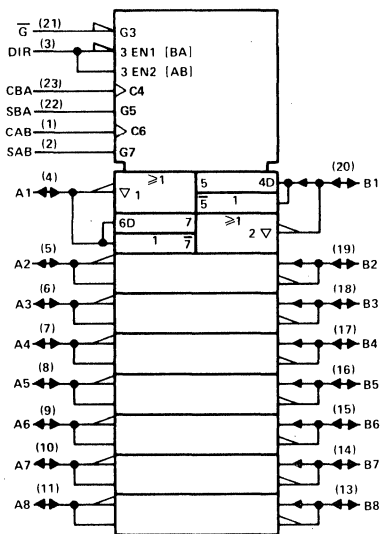 G̅ (21) G3
DIR (3) 3 EN1 [BA]
3 EN2 [AB]
CBA (23) C4
SBA (22) G5
CAB (1) C6
SAB (2) G7
A1 (4) ≥1 ▽ 1 5 4D (20) B1
5̅ 1
6D 7 ≥1
1 7̅ 2 ▽
A2 (5) (19) B2
A3 (6) (18) B3
A4 (7) (17) B4
A5 (8) (16) B5
A6 (9) (15) B6
A7 (10) (14) B7
A8 (11) (13) B8